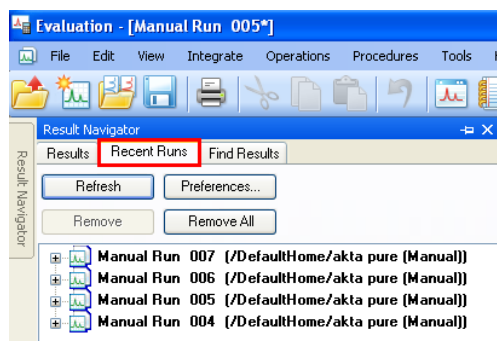 Evaluation - [Manual Run 005*]
File Edit View Integrate Operations Procedures Tools
Result Navigator
Results Recent Runs Find Results
Refresh Preferences...
Remove Remove All
Manual Run 007 (/DefaultHome/akta pure (Manual))
Manual Run 006 (/DefaultHome/akta pure (Manual))
Manual Run 005 (/DefaultHome/akta pure (Manual))
Manual Run 004 (/DefaultHome/akta pure (Manual))
Result Navigator